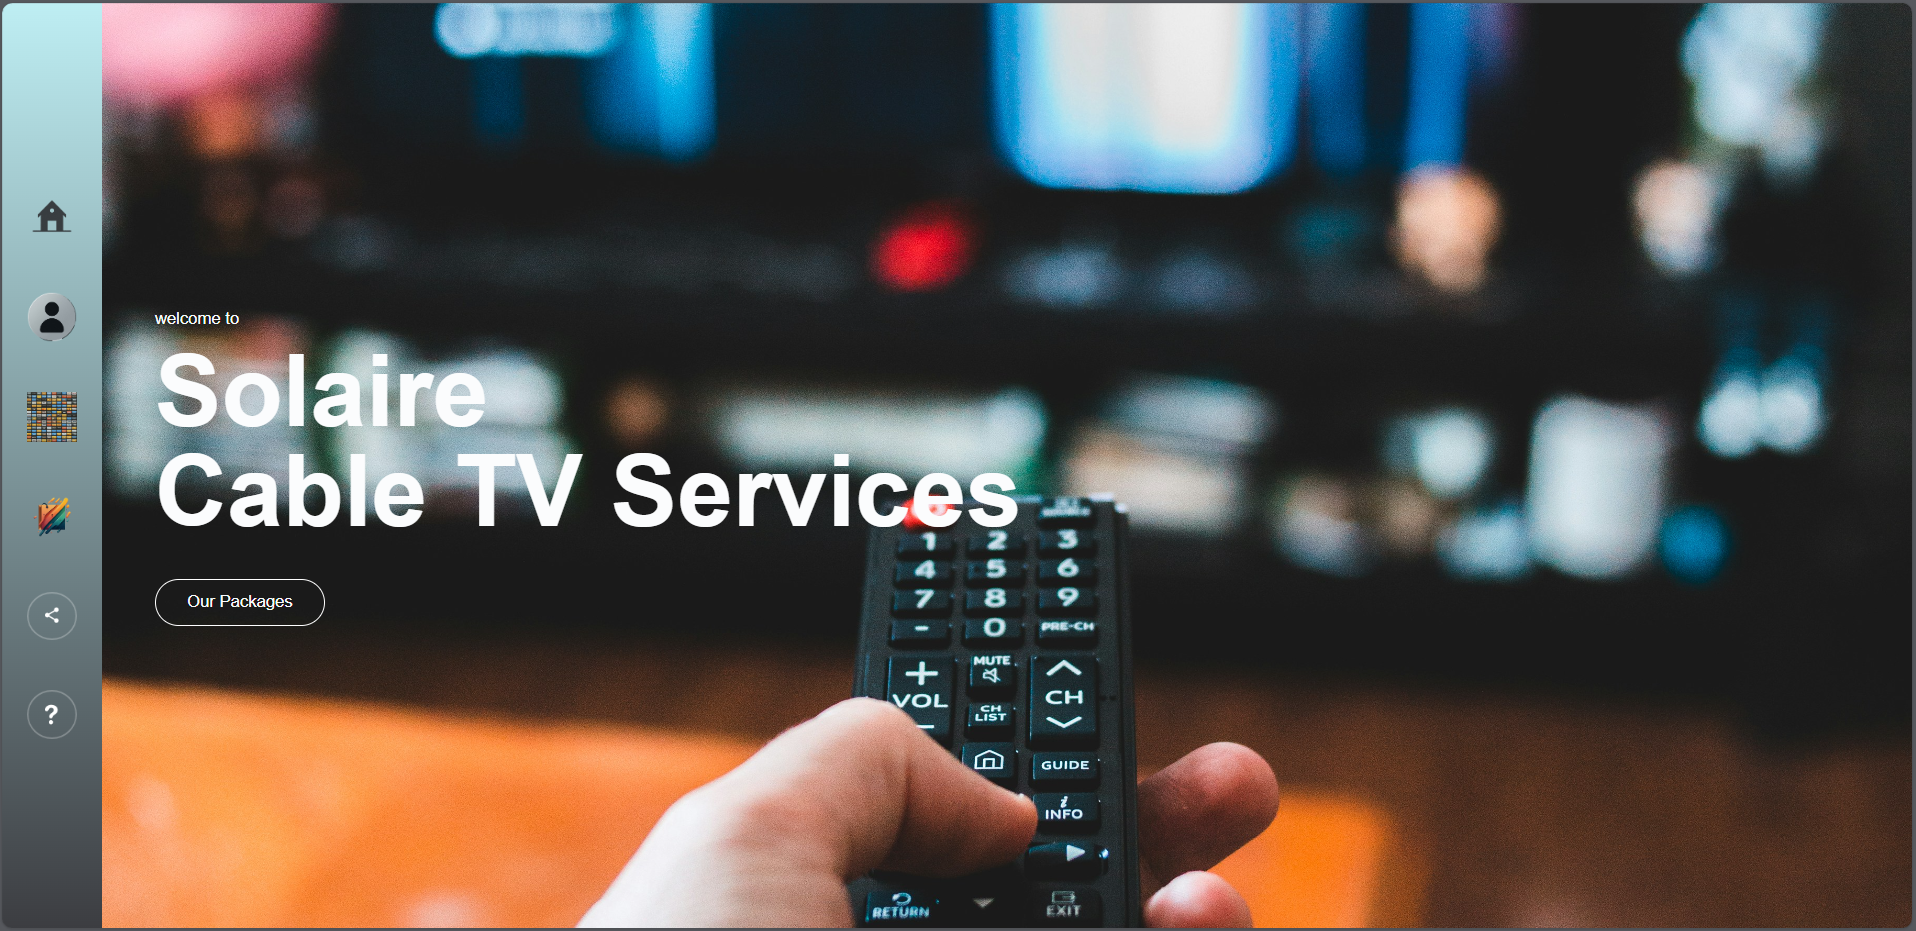 welcome to
Solaire
Cable TV Services
Our Packages
?
1 2 3
4 5 6
7 8 9
- 0 PRE-CH
+ MUTE
VOL CH
CH
LIST
-
GUIDE
i
INFO
RETURN EXIT